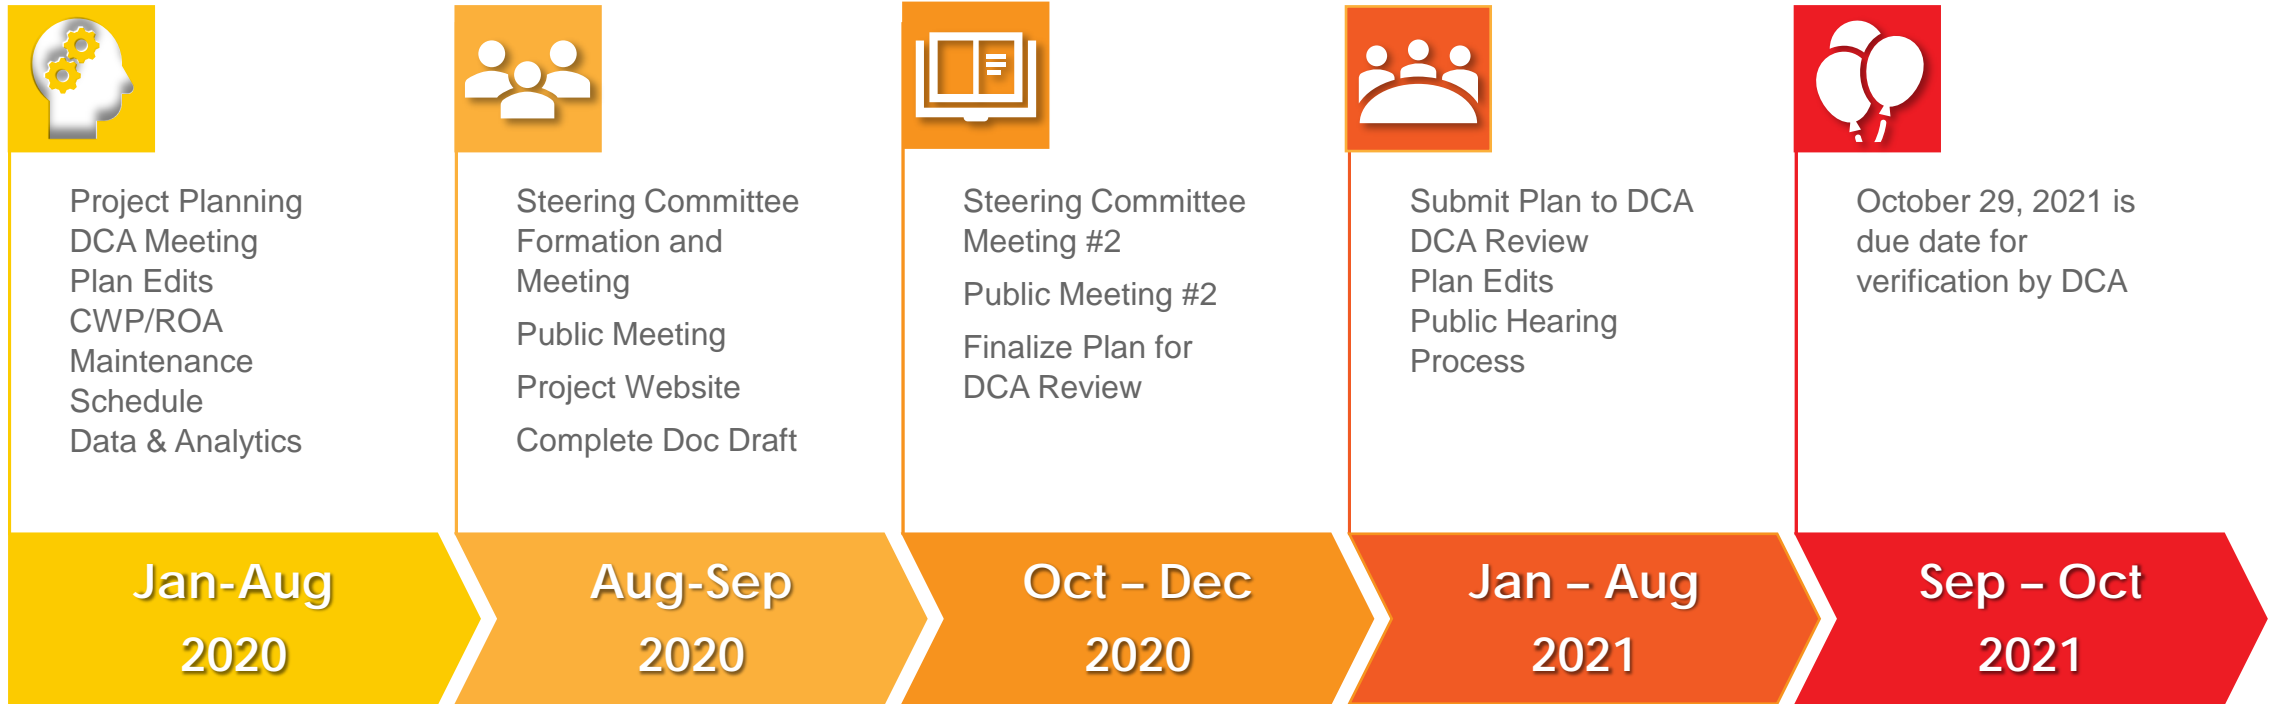 Project Planning
DCA Meeting
Plan Edits
CWP/ROA
Maintenance
Schedule
Data & Analytics
Jan-Aug
2020
Steering Committee
Formation and
Meeting
Public Meeting
Project Website
Complete Doc Draft
Aug-Sep
2020
Steering Committee
Meeting #2
Public Meeting #2
Finalize Plan for
DCA Review
Oct – Dec
2020
Submit Plan to DCA
DCA Review
Plan Edits
Public Hearing
Process
Jan – Aug
2021
October 29, 2021 is
due date for
verification by DCA
Sep – Oct
2021